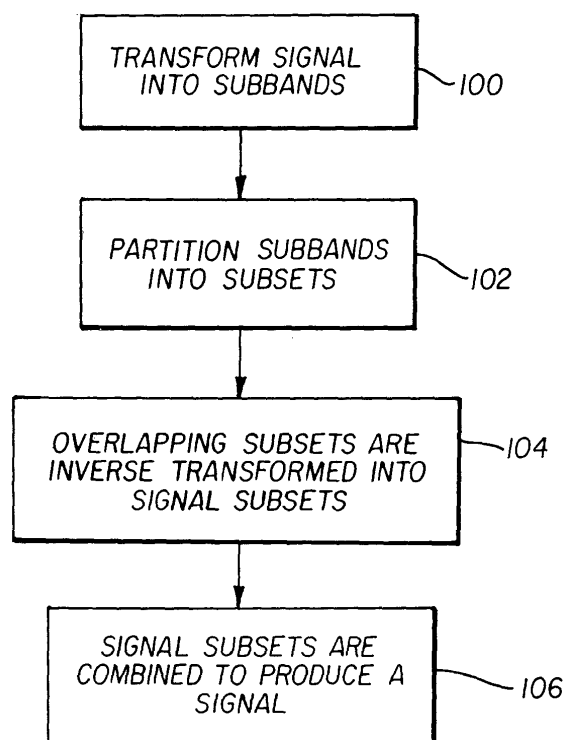 TRANSFORM SIGNAL
INTO SUBBANDS
100
PARTITION SUBBANDS
INTO SUBSETS
102
OVERLAPPING SUBSETS ARE
INVERSE TRANSFORMED INTO
SIGNAL SUBSETS
104
SIGNAL SUBSETS ARE
COMBINED TO PRODUCE A
SIGNAL
106